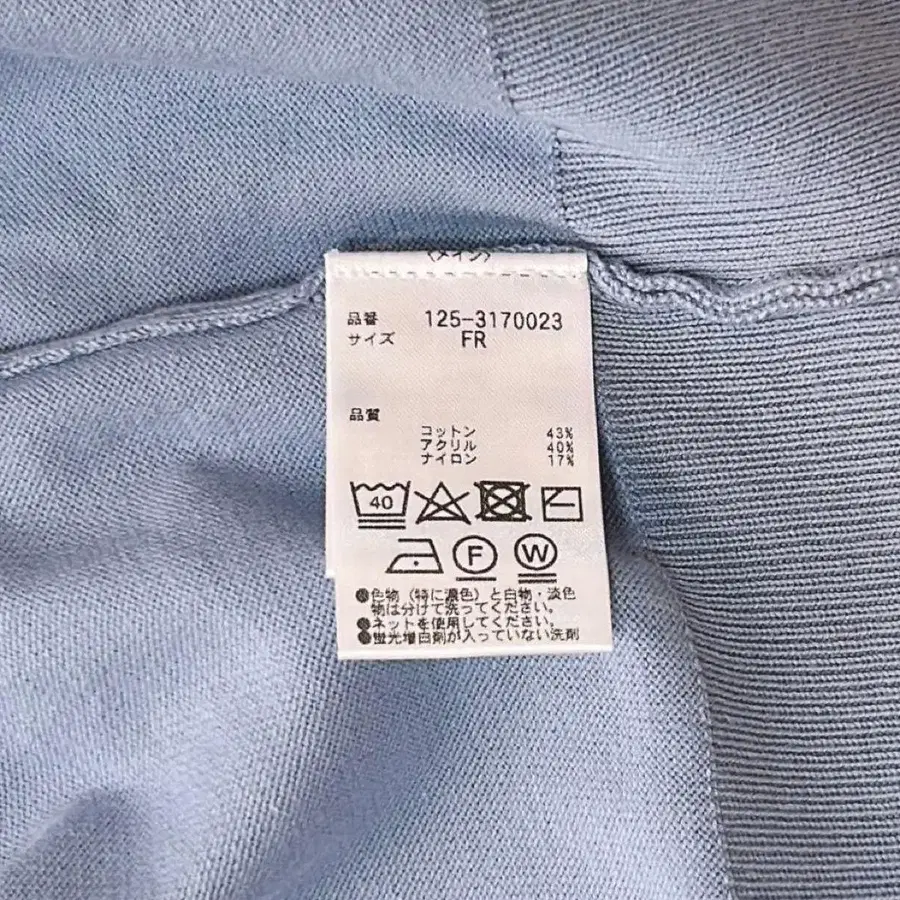 〈メイン〉
品番 125-3170023
サイズ FR
品質
コットン 43%
アクリル 40%
ナイロン 17%
40
F W
●色物（特に濃色）と白物・淡色
物は分けて洗ってください。
●ネットを使用してください。
●蛍光増白剤が入っていない洗剤